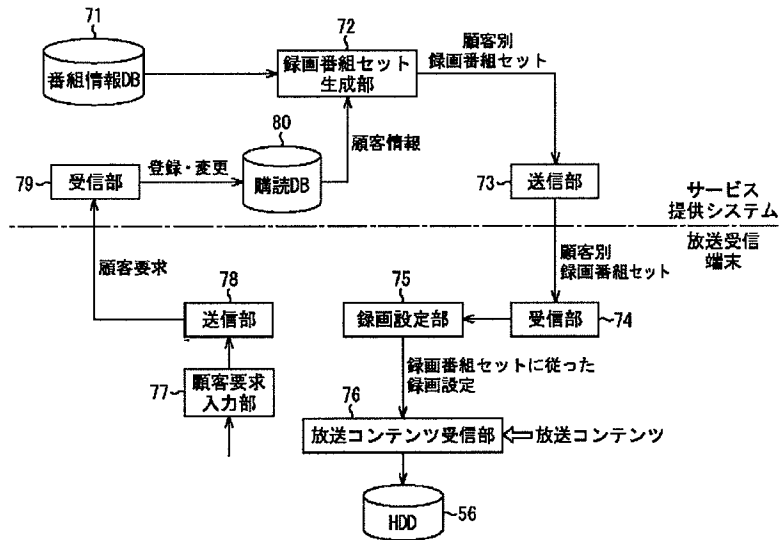 71
番組情報DB
72
録画番組セット
生成部
顧客別
録画番組セット
80
顧客情報
79
受信部
登録・変更
購読DB
73
送信部
サービス
提供システム
放送受信
端末
顧客要求
顧客別
録画番組セット
78
送信部
75
録画設定部
受信部
74
77
顧客要求
入力部
録画番組セットに従った
録画設定
76
放送コンテンツ受信部
放送コンテンツ
HDD
56